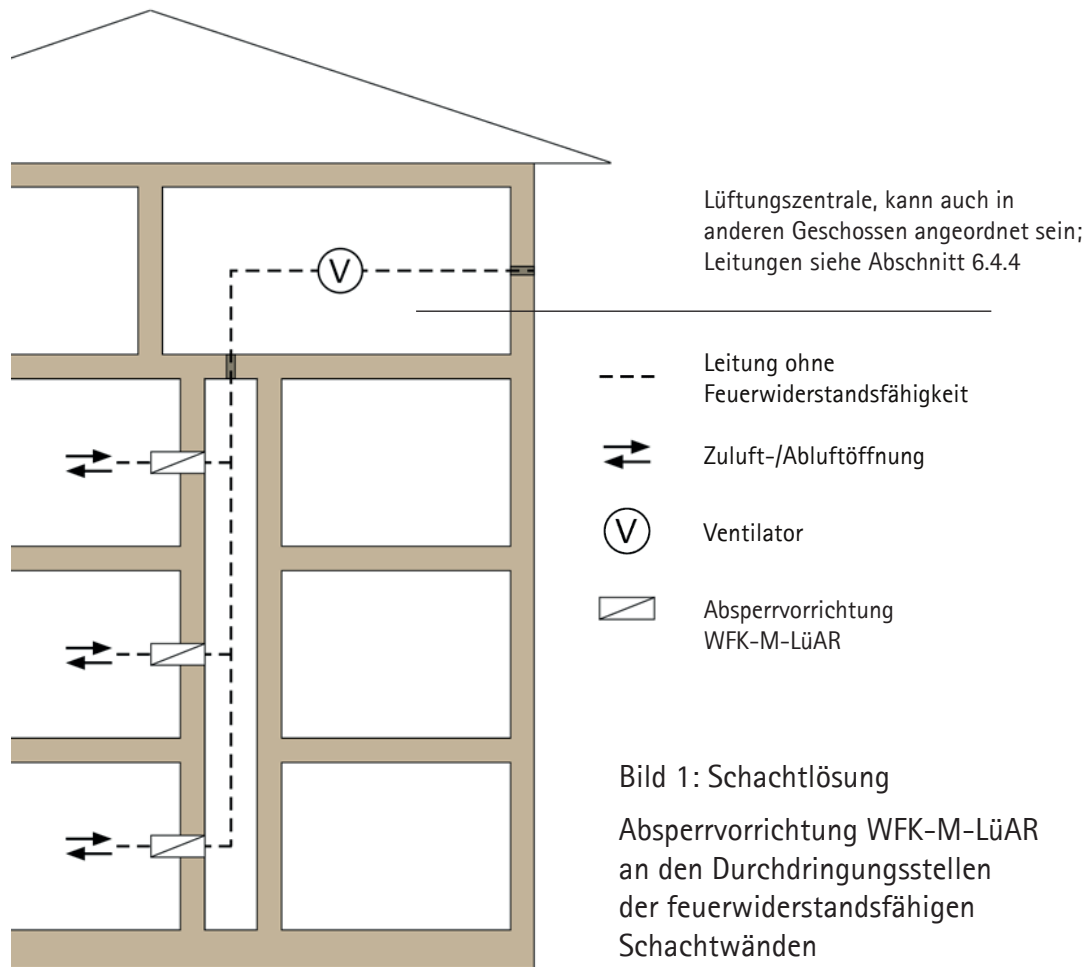 Lüftungszentrale, kann auch in
anderen Geschossen angeordnet sein;
Leitungen siehe Abschnitt 6.4.4
V
Leitung ohne
Feuerwiderstandsfähigkeit
Zuluft-/Abluftöffnung
V
Ventilator
Absperrvorrichtung
WFK-M-LüAR
Bild 1: Schachtlösung
Absperrvorrichtung WFK-M-LüAR
an den Durchdringungsstellen
der feuerwiderstandsfähigen
Schachtwänden